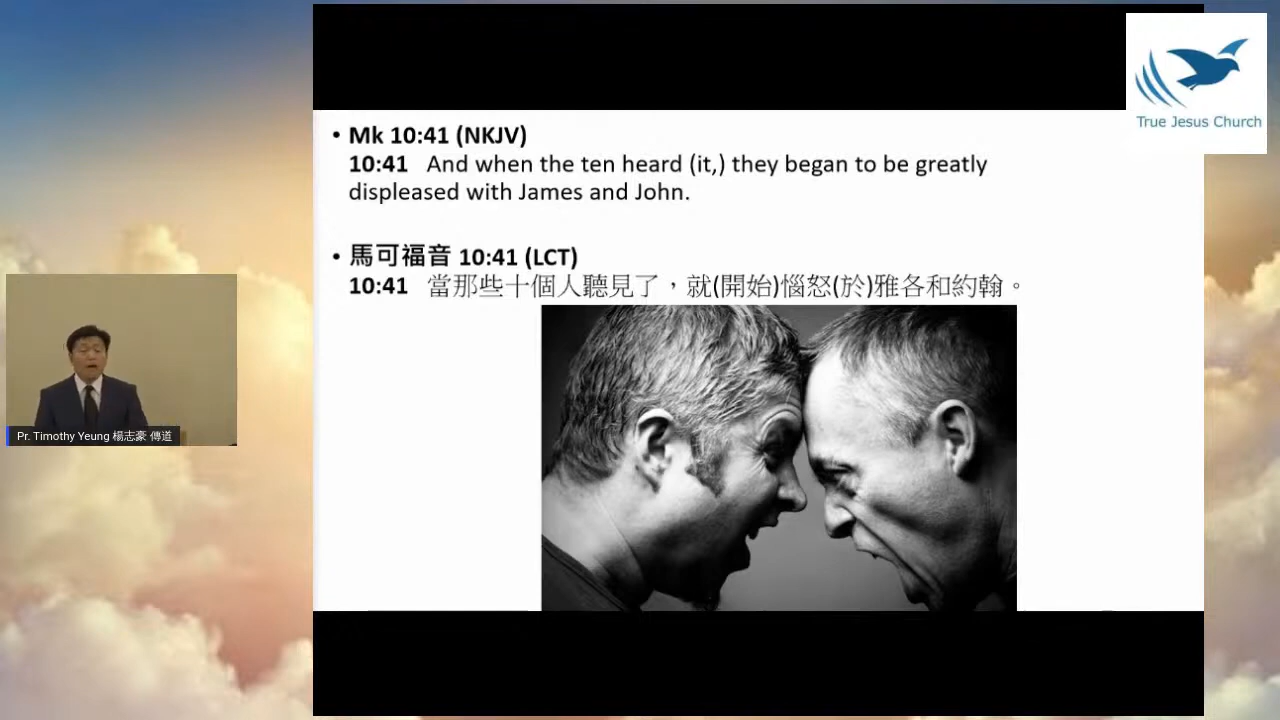 • Mk 10:41 (NKJV)
10:41 And when the ten heard (it,) they began to be greatly
displeased with James and John.
• 馬可福音 10:41 (LCT)
10:41 當那些十個人聽見了，就(開始)惱怒(於)雅各和約翰。
True Jesus Church
Pr. Timothy Yeung 楊志豪 傳道